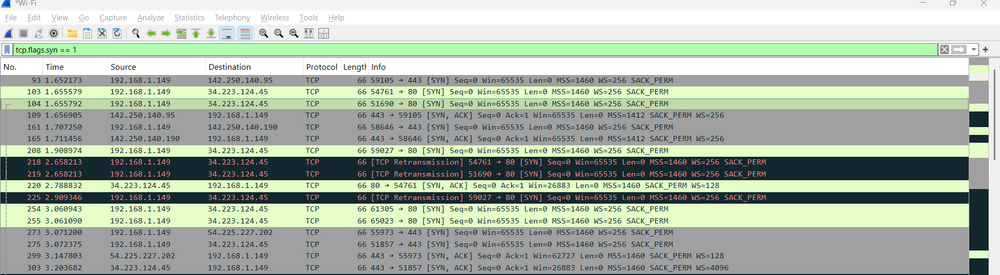 *Wi-Fi
File Edit View Go Capture Analyze Statistics Telephony Wireless Tools Help
tcp.flags.syn == 1
No. Time Source Destination Protocol Length Info
93 1.652173 192.168.1.149 142.250.140.95 TCP 66 59105 → 443 [SYN] Seq=0 Win=65535 Len=0 MSS=1460 WS=256 SACK_PERM
103 1.655579 192.168.1.149 34.223.124.45 TCP 66 54761 → 80 [SYN] Seq=0 Win=65535 Len=0 MSS=1460 WS=256 SACK_PERM
104 1.655792 192.168.1.149 34.223.124.45 TCP 66 51690 → 80 [SYN] Seq=0 Win=65535 Len=0 MSS=1460 WS=256 SACK_PERM
109 1.656905 142.250.140.95 192.168.1.149 TCP 66 443 → 59105 [SYN, ACK] Seq=0 Ack=1 Win=65535 Len=0 MSS=1412 SACK_PERM WS=256
161 1.707250 192.168.1.149 142.250.140.190 TCP 66 58646 → 443 [SYN] Seq=0 Win=65535 Len=0 MSS=1460 WS=256 SACK_PERM
165 1.711456 142.250.140.190 192.168.1.149 TCP 66 443 → 58646 [SYN, ACK] Seq=0 Ack=1 Win=65535 Len=0 MSS=1412 SACK_PERM WS=256
208 1.908974 192.168.1.149 34.223.124.45 TCP 66 59027 → 80 [SYN] Seq=0 Win=65535 Len=0 MSS=1460 WS=256 SACK_PERM
218 2.658213 192.168.1.149 34.223.124.45 TCP 66 [TCP Retransmission] 54761 → 80 [SYN] Seq=0 Win=65535 Len=0 MSS=1460 WS=256 SACK_PERM
219 2.658213 192.168.1.149 34.223.124.45 TCP 66 [TCP Retransmission] 51690 → 80 [SYN] Seq=0 Win=65535 Len=0 MSS=1460 WS=256 SACK_PERM
220 2.788832 34.223.124.45 192.168.1.149 TCP 66 80 → 54761 [SYN, ACK] Seq=0 Ack=1 Win=26883 Len=0 MSS=1460 SACK_PERM WS=128
225 2.909346 192.168.1.149 34.223.124.45 TCP 66 [TCP Retransmission] 59027 → 80 [SYN] Seq=0 Win=65535 Len=0 MSS=1460 WS=256 SACK_PERM
254 3.060943 192.168.1.149 34.223.124.45 TCP 66 61305 → 80 [SYN] Seq=0 Win=65535 Len=0 MSS=1460 WS=256 SACK_PERM
255 3.061090 192.168.1.149 34.223.124.45 TCP 66 65023 → 80 [SYN] Seq=0 Win=65535 Len=0 MSS=1460 WS=256 SACK_PERM
273 3.071200 192.168.1.149 54.225.227.202 TCP 66 55973 → 443 [SYN] Seq=0 Win=65535 Len=0 MSS=1460 WS=256 SACK_PERM
275 3.072375 192.168.1.149 34.223.124.45 TCP 66 51857 → 443 [SYN] Seq=0 Win=65535 Len=0 MSS=1460 WS=256 SACK_PERM
299 3.147803 54.225.227.202 192.168.1.149 TCP 66 443 → 55973 [SYN, ACK] Seq=0 Ack=1 Win=62727 Len=0 MSS=1460 SACK_PERM WS=128
303 3.203682 34.223.124.45 192.168.1.149 TCP 66 443 → 51857 [SYN, ACK] Seq=0 Ack=1 Win=26883 Len=0 MSS=1460 SACK_PERM WS=4096